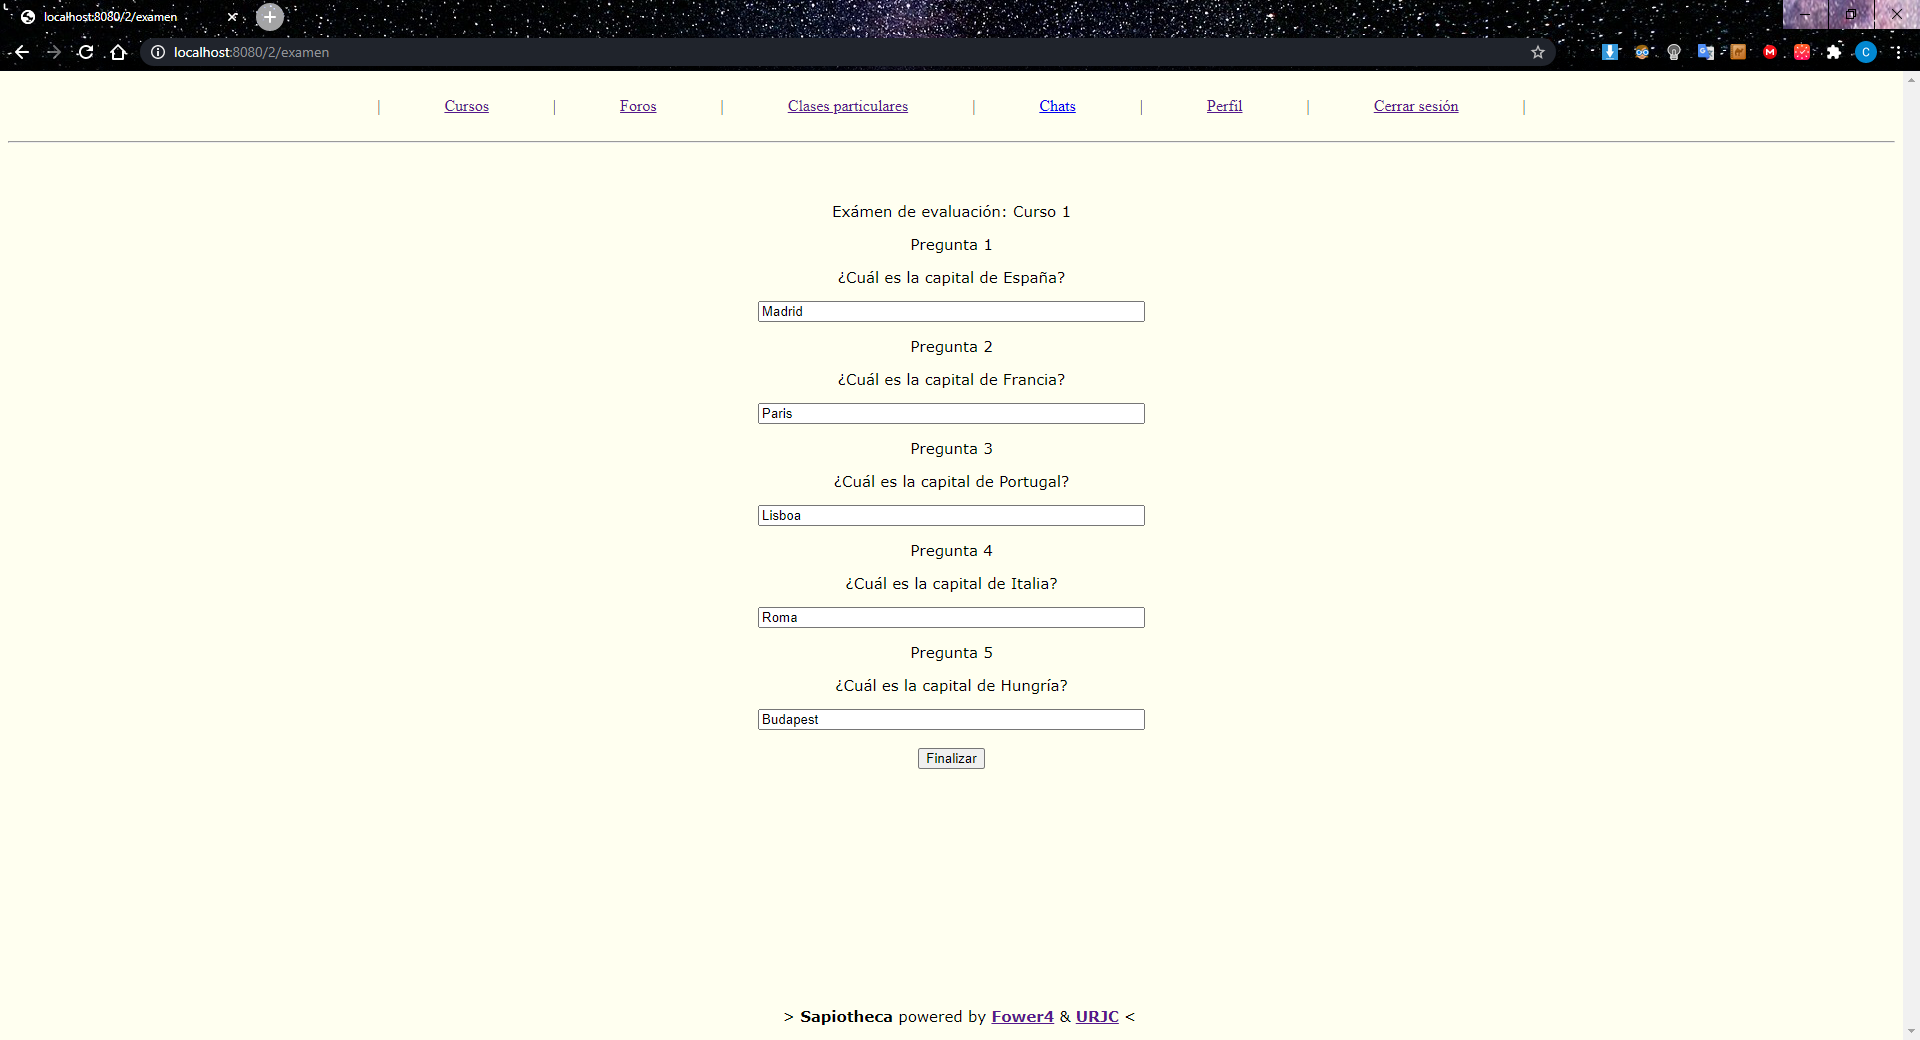 localhost:8080/2/examen
localhost:8080/2/examen
C
| Cursos | Foros | Clases particulares | Chats | Perfil | Cerrar sesión |
Exámen de evaluación: Curso 1
Pregunta 1
¿Cuál es la capital de España?
Madrid
Pregunta 2
¿Cuál es la capital de Francia?
Paris
Pregunta 3
¿Cuál es la capital de Portugal?
Lisboa
Pregunta 4
¿Cuál es la capital de Italia?
Roma
Pregunta 5
¿Cuál es la capital de Hungría?
Budapest
Finalizar
> Sapiotheca powered by Fower4 & URJC <